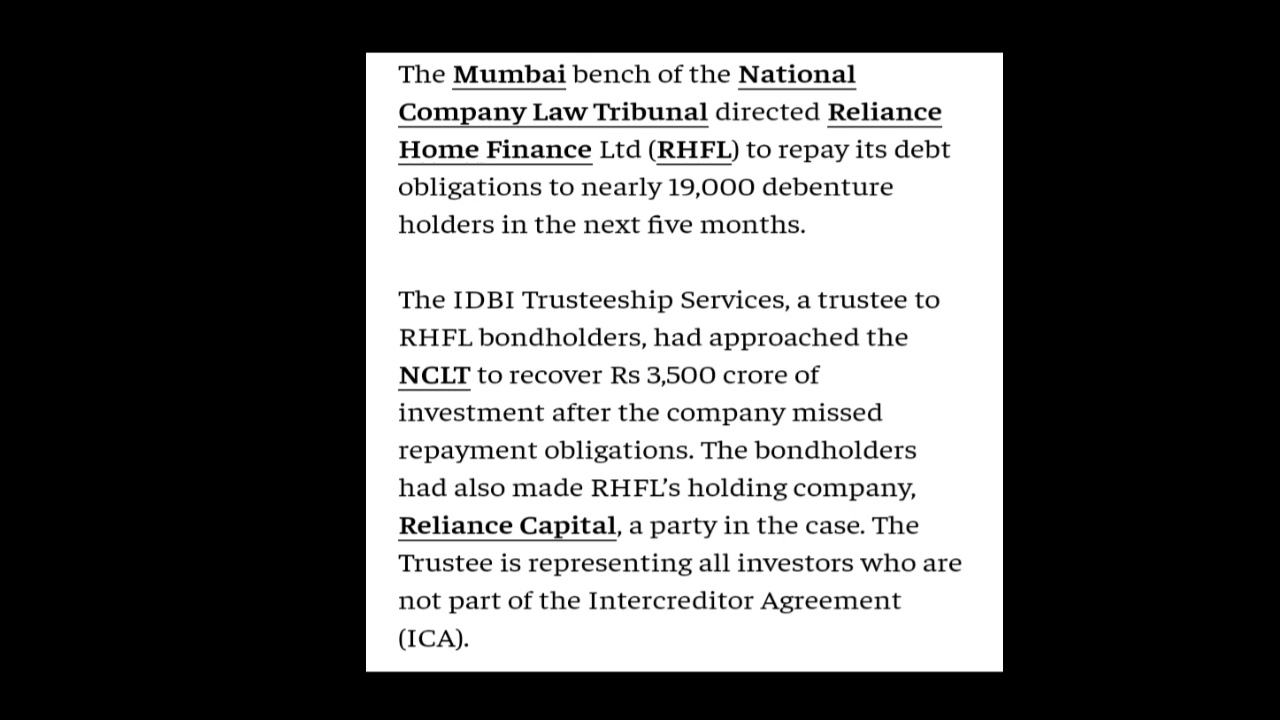 The Mumbai bench of the National
Company Law Tribunal directed Reliance
Home Finance Ltd (RHFL) to repay its debt
obligations to nearly 19,000 debenture
holders in the next five months.
The IDBI Trusteeship Services, a trustee to
RHFL bondholders, had approached the
NCLT to recover Rs 3,500 crore of
investment after the company missed
repayment obligations. The bondholders
had also made RHFL’s holding company,
Reliance Capital, a party in the case. The
Trustee is representing all investors who are
not part of the Intercreditor Agreement
(ICA).